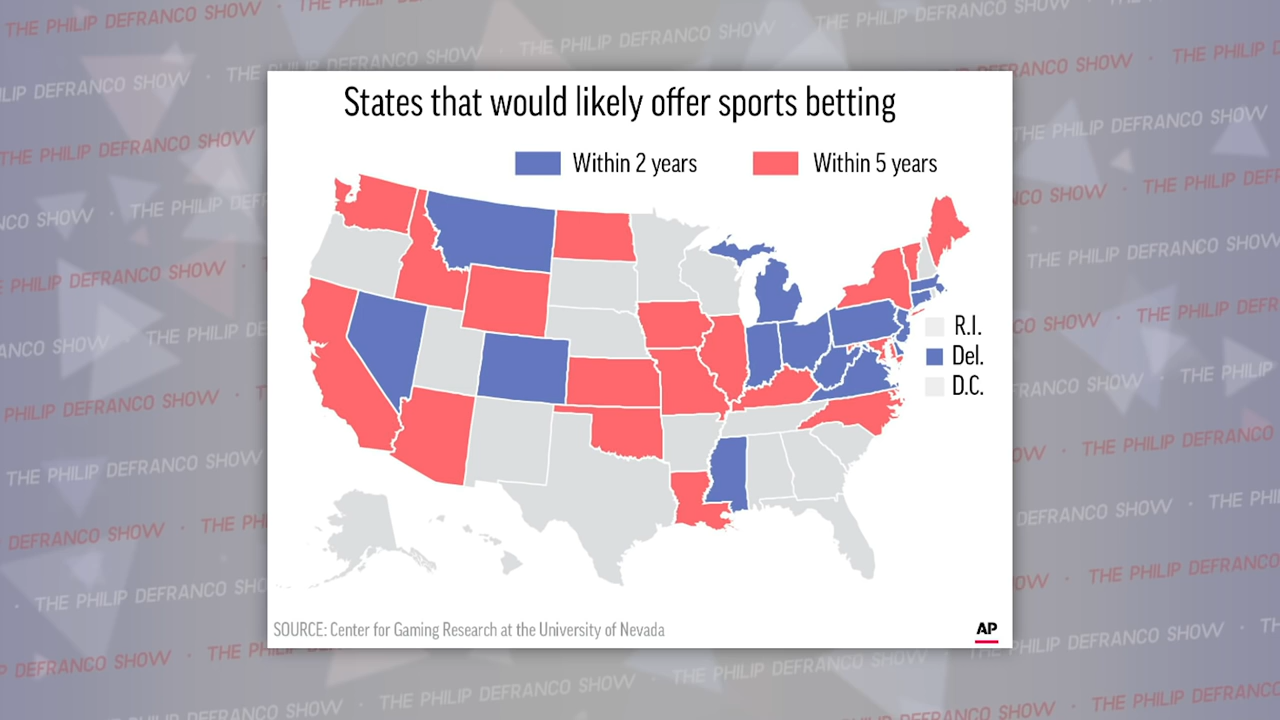 THE PHILIP DEFRANCO SHOW
States that would likely offer sports betting
Within 2 years
Within 5 years
R.I.
Del.
D.C.
SOURCE: Center for Gaming Research at the University of Nevada
AP